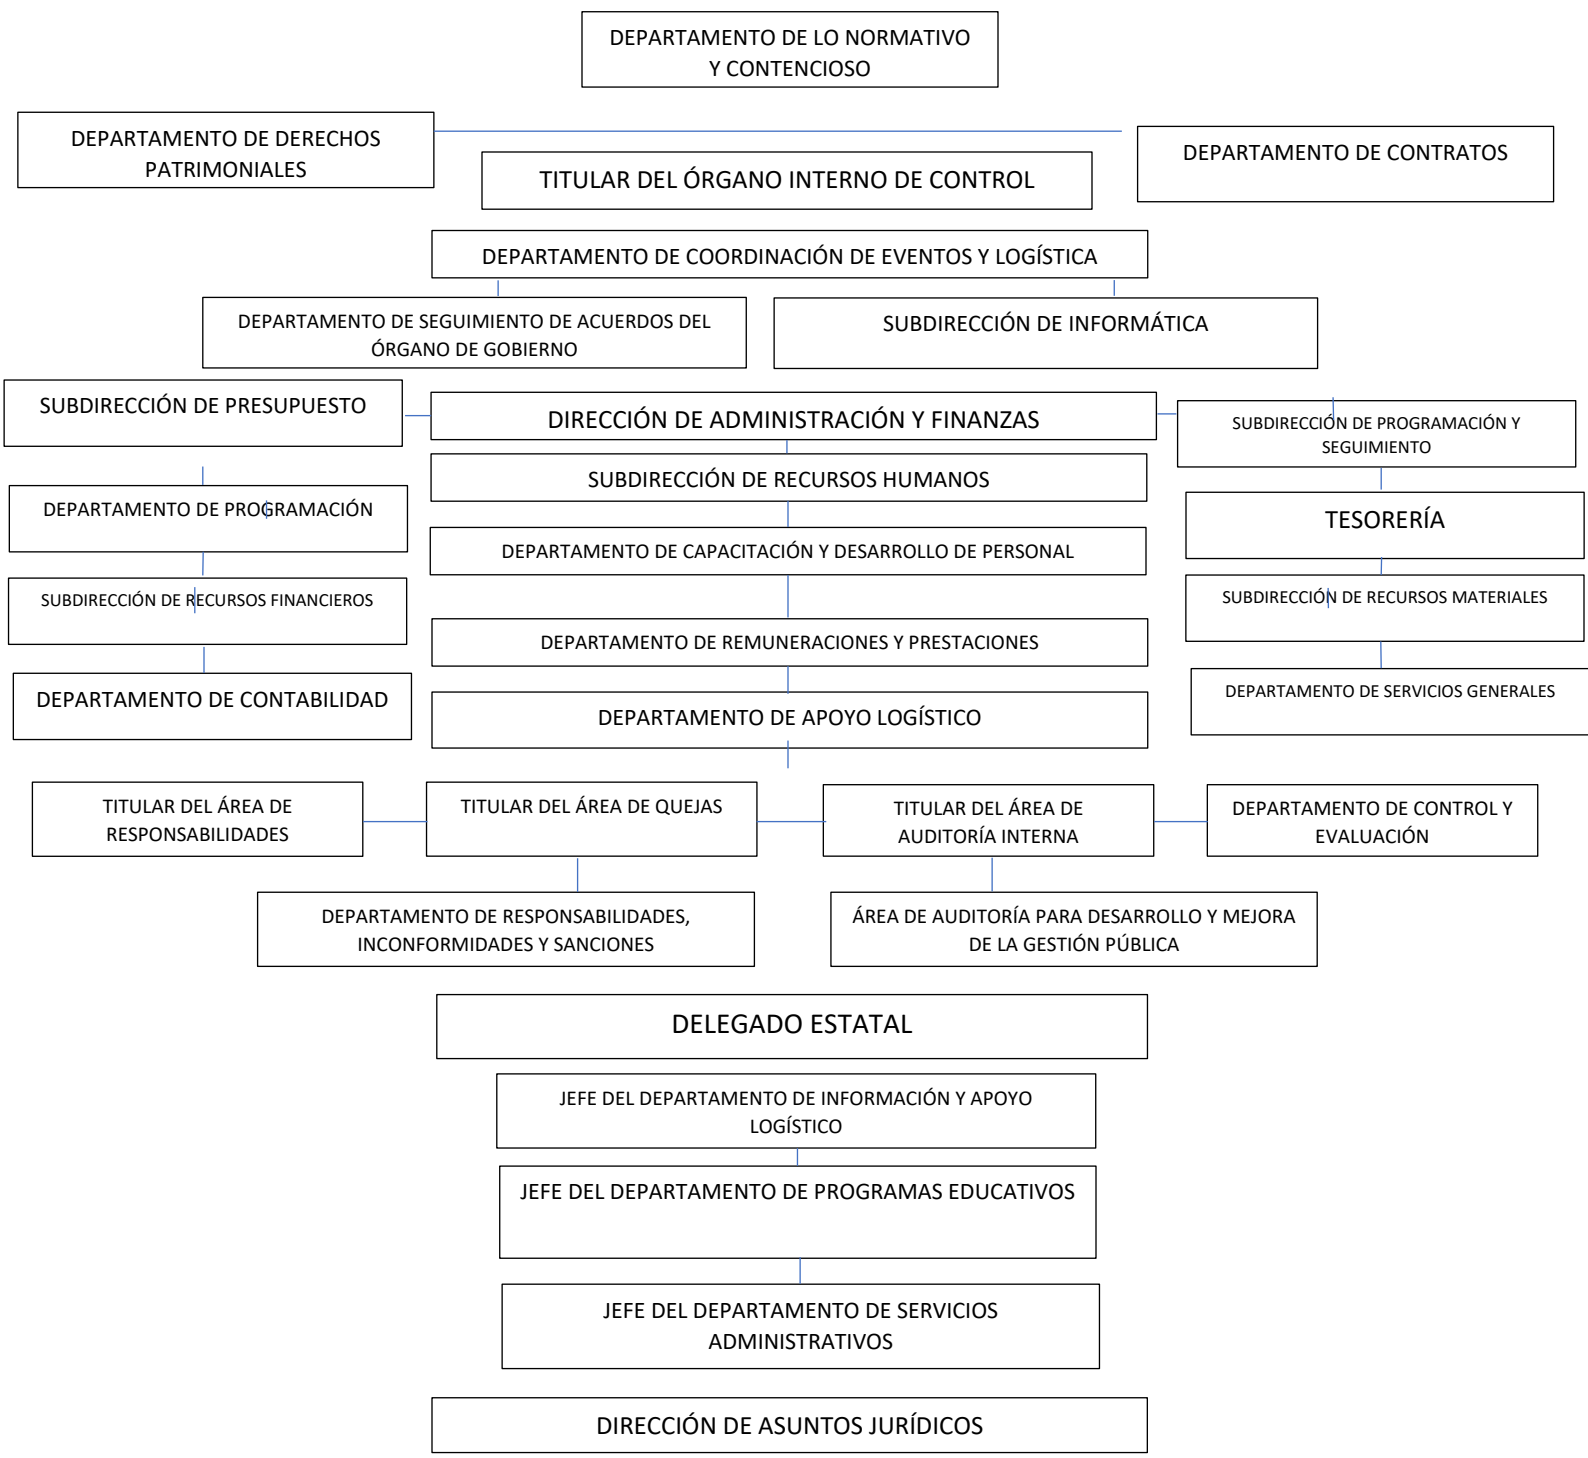 DEPARTAMENTO DE LO NORMATIVO
Y CONTENCIOSO
DEPARTAMENTO DE DERECHOS
PATRIMONIALES
DEPARTAMENTO DE CONTRATOS
TITULAR DEL ÓRGANO INTERNO DE CONTROL
DEPARTAMENTO DE COORDINACIÓN DE EVENTOS Y LOGÍSTICA
DEPARTAMENTO DE SEGUIMIENTO DE ACUERDOS DEL
ÓRGANO DE GOBIERNO
SUBDIRECCIÓN DE INFORMÁTICA
SUBDIRECCIÓN DE PRESUPUESTO
DIRECCIÓN DE ADMINISTRACIÓN Y FINANZAS
SUBDIRECCIÓN DE PROGRAMACIÓN Y
SEGUIMIENTO
SUBDIRECCIÓN DE RECURSOS HUMANOS
DEPARTAMENTO DE PROGRAMACIÓN
TESORERÍA
DEPARTAMENTO DE CAPACITACIÓN Y DESARROLLO DE PERSONAL
SUBDIRECCIÓN DE RECURSOS FINANCIEROS
SUBDIRECCIÓN DE RECURSOS MATERIALES
DEPARTAMENTO DE REMUNERACIONES Y PRESTACIONES
DEPARTAMENTO DE CONTABILIDAD
DEPARTAMENTO DE SERVICIOS GENERALES
DEPARTAMENTO DE APOYO LOGÍSTICO
TITULAR DEL ÁREA DE
RESPONSABILIDADES
TITULAR DEL ÁREA DE QUEJAS
TITULAR DEL ÁREA DE
AUDITORÍA INTERNA
DEPARTAMENTO DE CONTROL Y
EVALUACIÓN
DEPARTAMENTO DE RESPONSABILIDADES,
INCONFORMIDADES Y SANCIONES
ÁREA DE AUDITORÍA PARA DESARROLLO Y MEJORA
DE LA GESTIÓN PÚBLICA
DELEGADO ESTATAL
JEFE DEL DEPARTAMENTO DE INFORMACIÓN Y APOYO
LOGÍSTICO
JEFE DEL DEPARTAMENTO DE PROGRAMAS EDUCATIVOS
JEFE DEL DEPARTAMENTO DE SERVICIOS
ADMINISTRATIVOS
DIRECCIÓN DE ASUNTOS JURÍDICOS